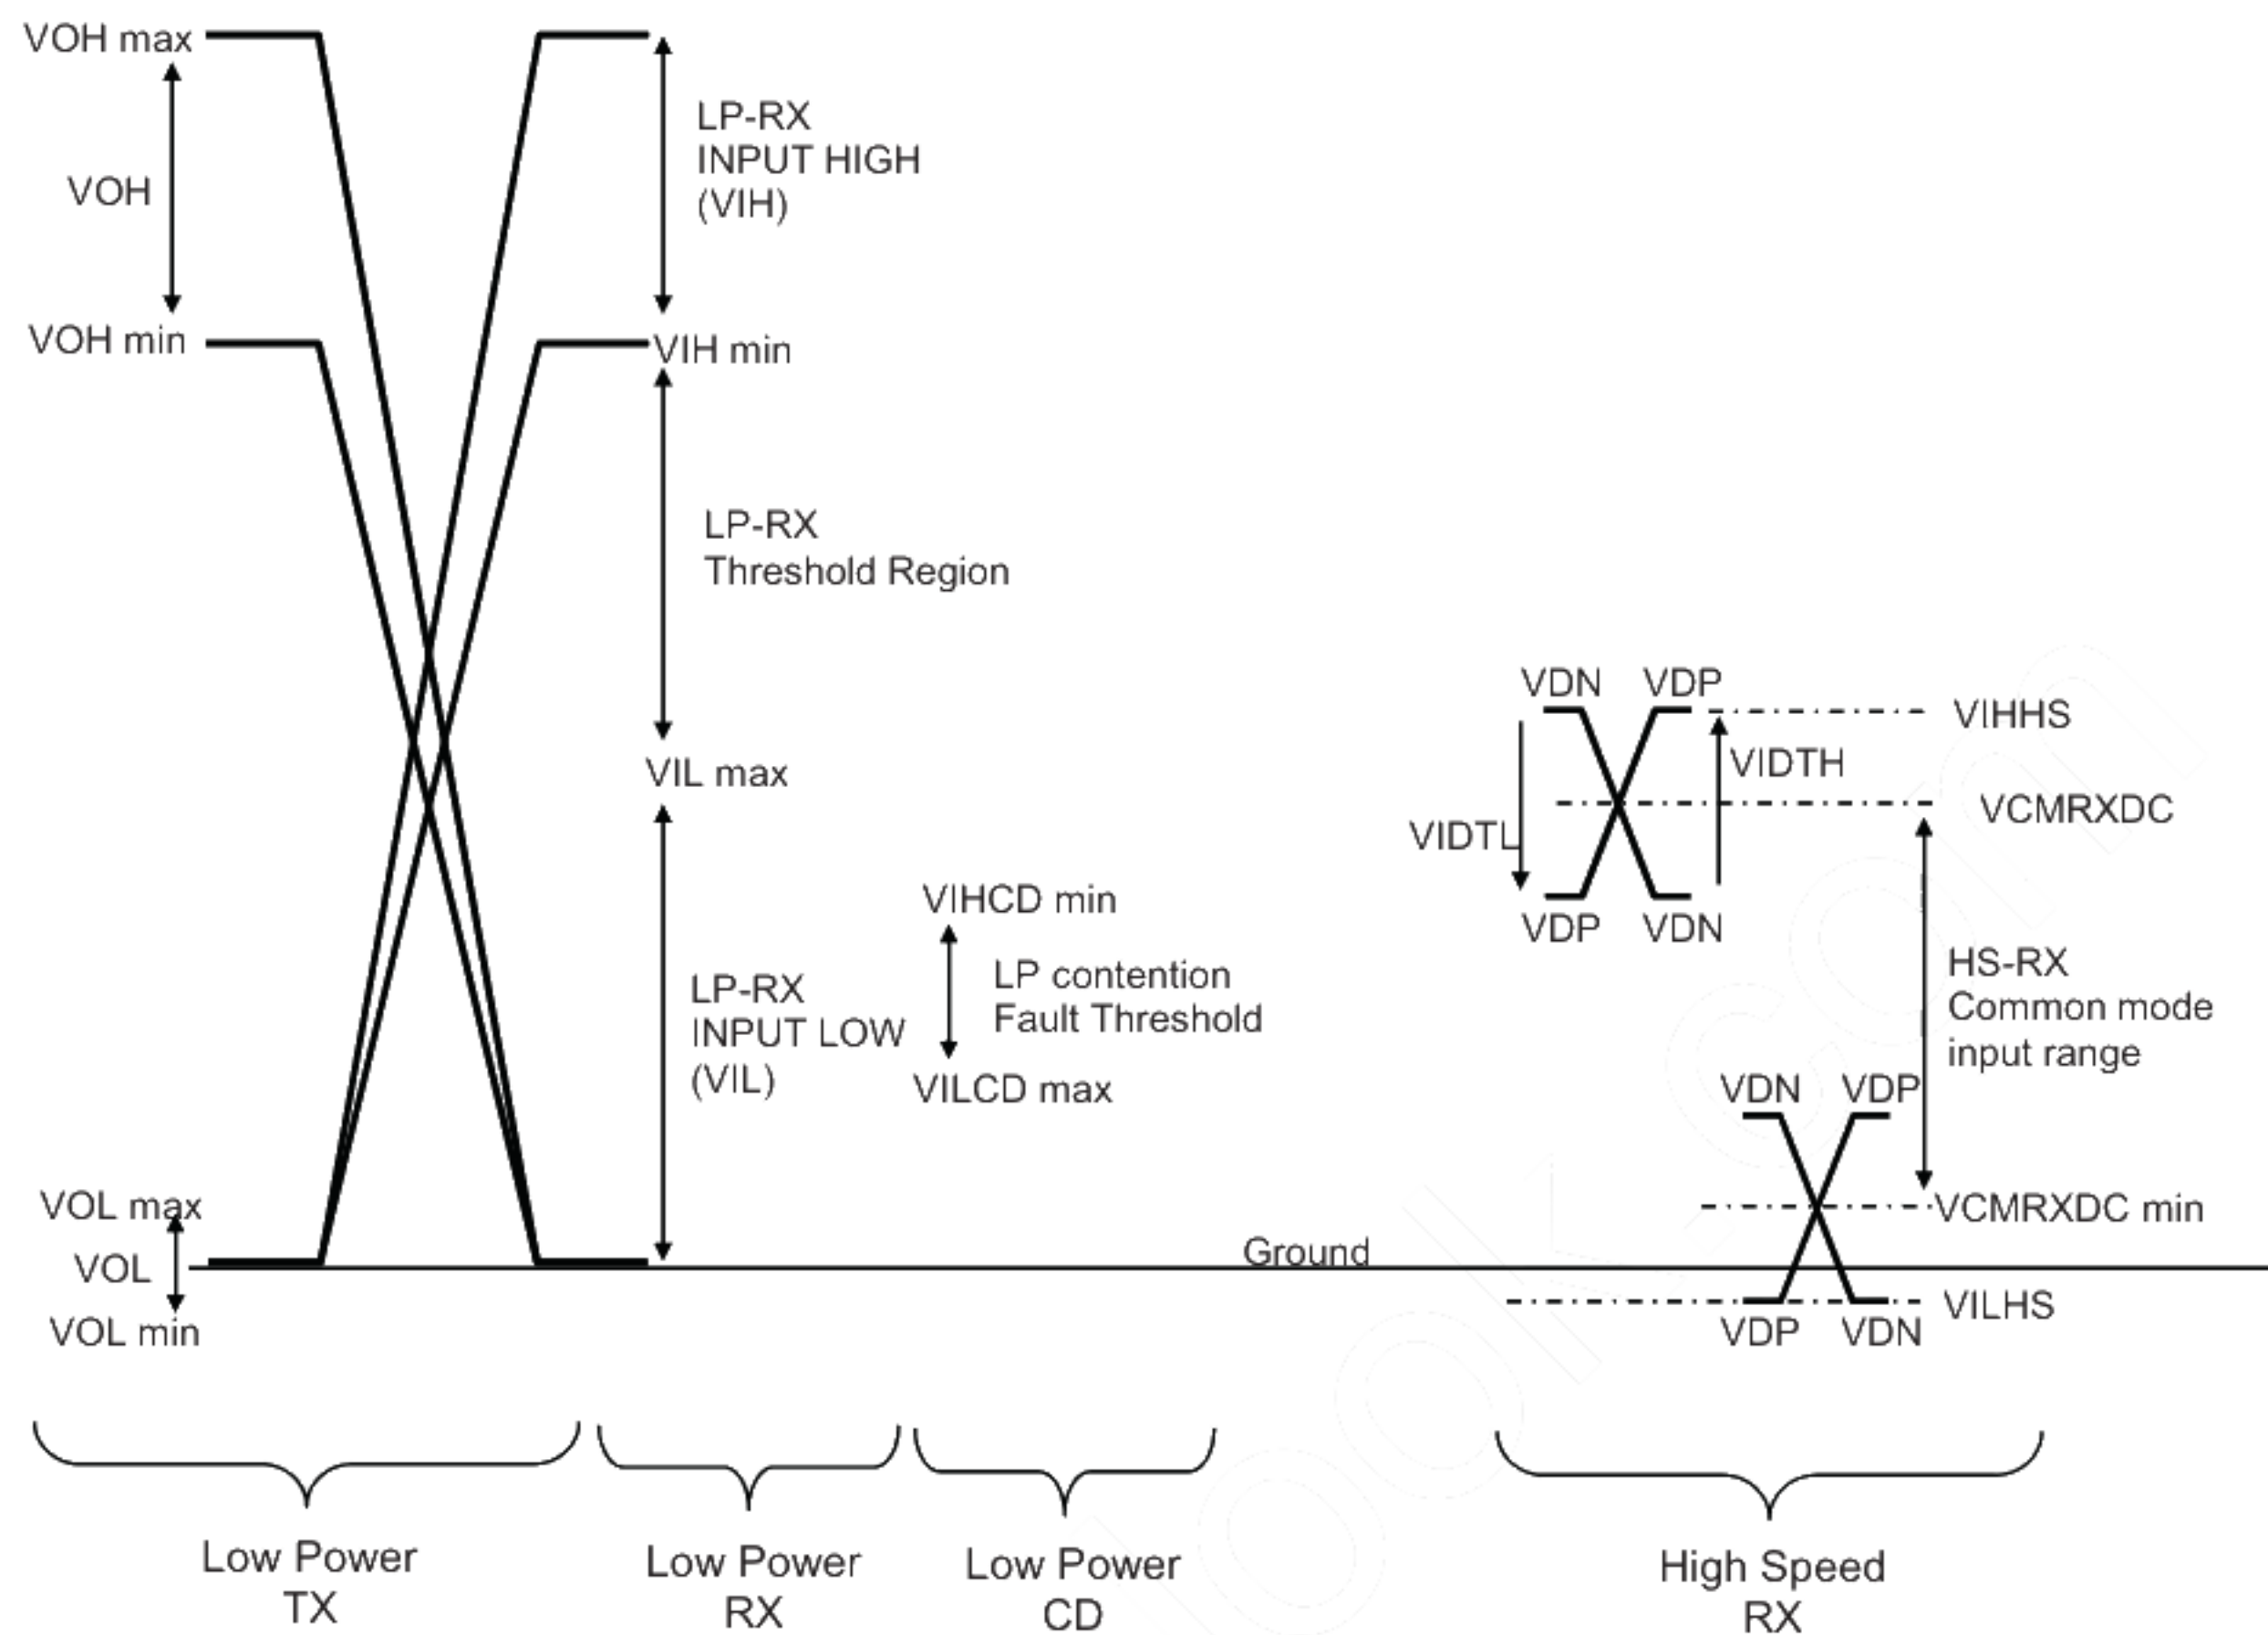 VOH max
VOH
VOH min
LP-RX
INPUT HIGH
(VIH)
VIH min
LP-RX
Threshold Region
VIL max
LP-RX
INPUT LOW
(VIL)
VIHCD min
LP contention
Fault Threshold
VILCD max
VOL max
VOL
VOL min
Ground
VDN VDP
VIHHS
VIDTH
VCMRXDC
VIDTL
VDP VDN
HS-RX
Common mode
input range
VDN VDP
VCMRXDC min
VILHS
VDP VDN
Low Power
TX
Low Power
RX
Low Power
CD
High Speed
RX